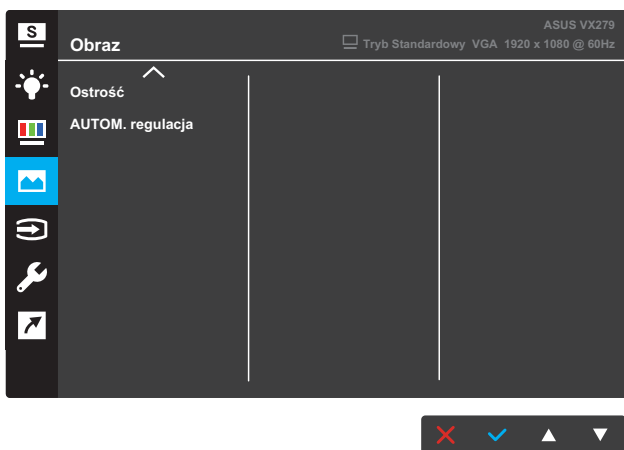 S
ASUS VX279
Obraz
Tryb Standardowy VGA 1920 x 1080 @ 60Hz
Ostrość
AUTOM. regulacja